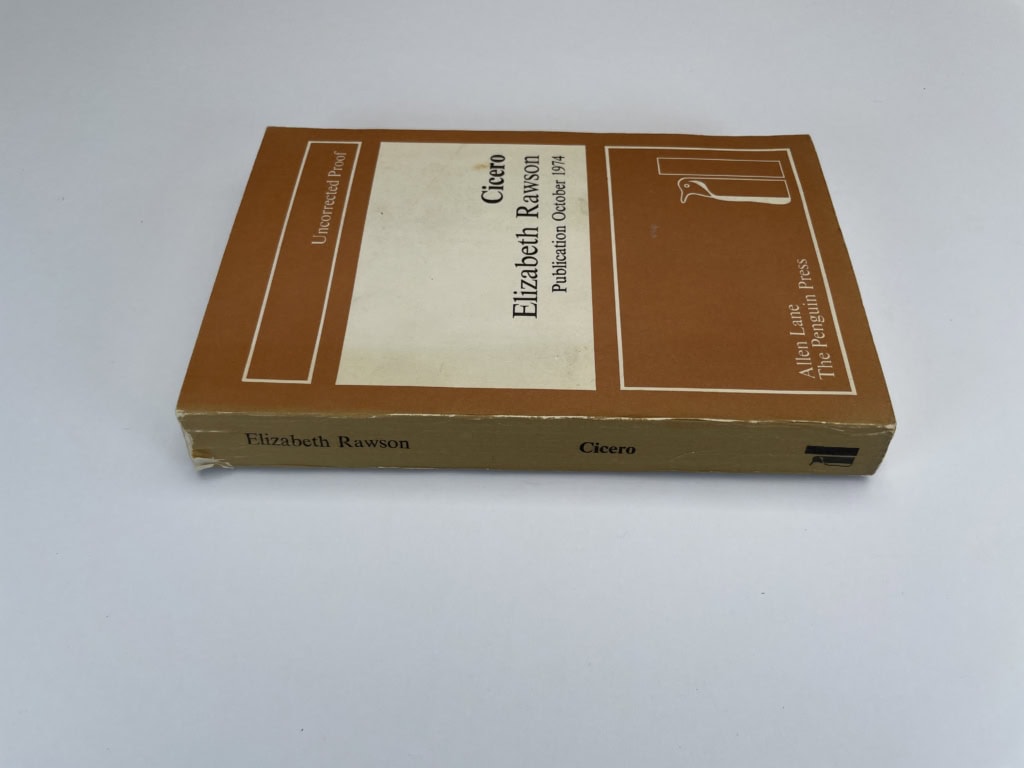 Uncorrected Proof
Cicero
Elizabeth Rawson
Publication October 1974
Allen Lane
The Penguin Press
Elizabeth Rawson
Cicero